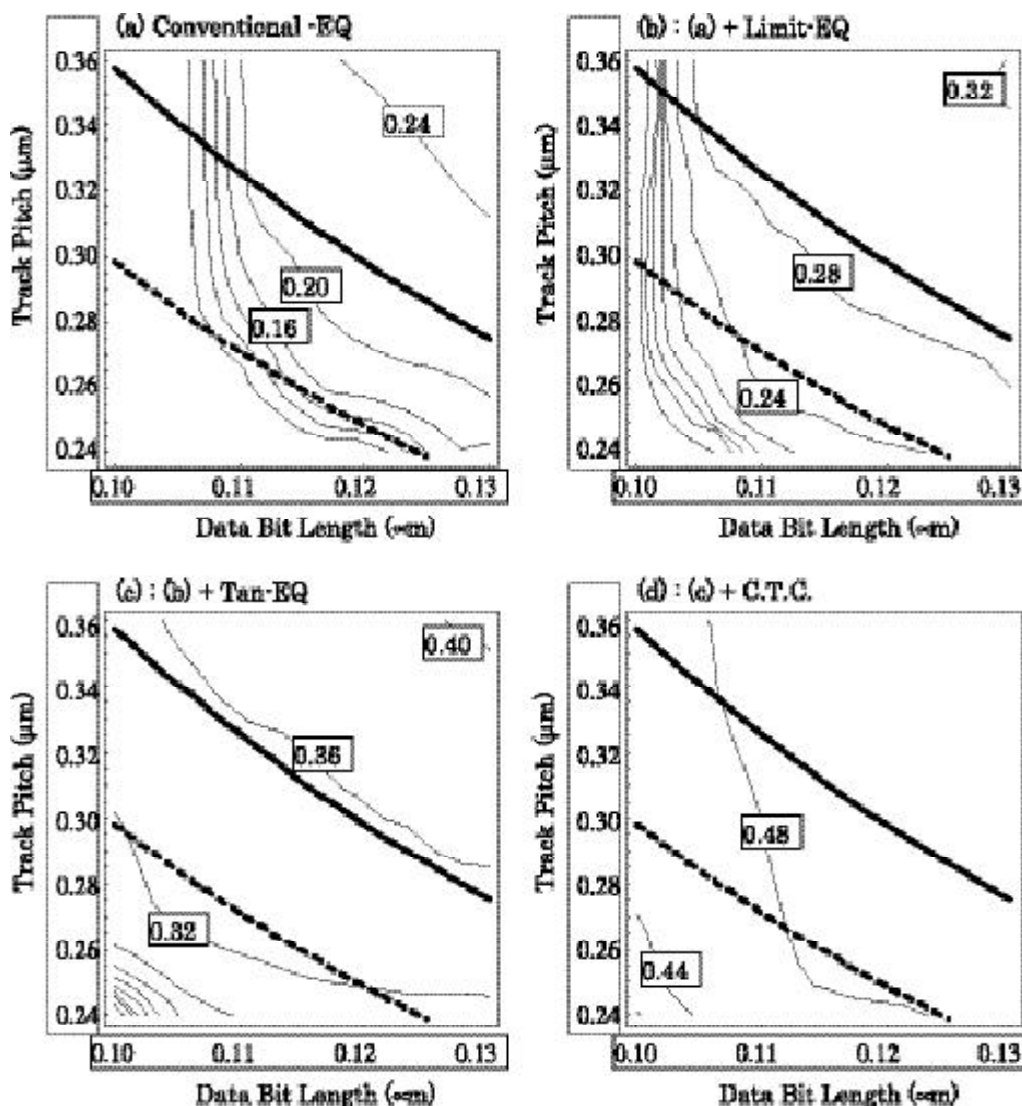 (a) Conventional -EQ
0.36
0.34
0.32
0.30
0.28
0.26
0.24
Track Pitch (μm)
0.24
0.20
0.16
0.10 0.11 0.12 0.13
Data Bit Length (∞m)
(b) : (a) + Limit-EQ
0.36
0.34
0.32
0.30
0.28
0.26
0.24
Track Pitch (μm)
0.32
0.28
0.24
0.10 0.11 0.12 0.13
Data Bit Length (∞m)
(c) : (b) + Tan-EQ
0.36
0.34
0.32
0.30
0.28
0.26
0.24
Track Pitch (μm)
0.40
0.36
0.32
0.10 0.11 0.12 0.13
Data Bit Length (∞m)
(d) : (c) + C.T.C.
0.36
0.34
0.32
0.30
0.28
0.26
0.24
Track Pitch (μm)
0.48
0.44
0.10 0.11 0.12 0.13
Data Bit Length (∞m)